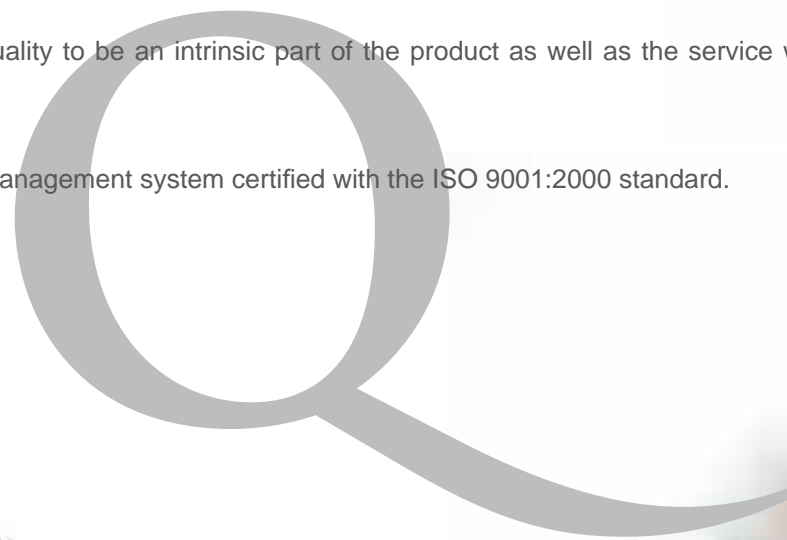 uality to be an intrinsic part of the product as well as the service
anagement system certified with the ISO 9001:2000 standard.
Q